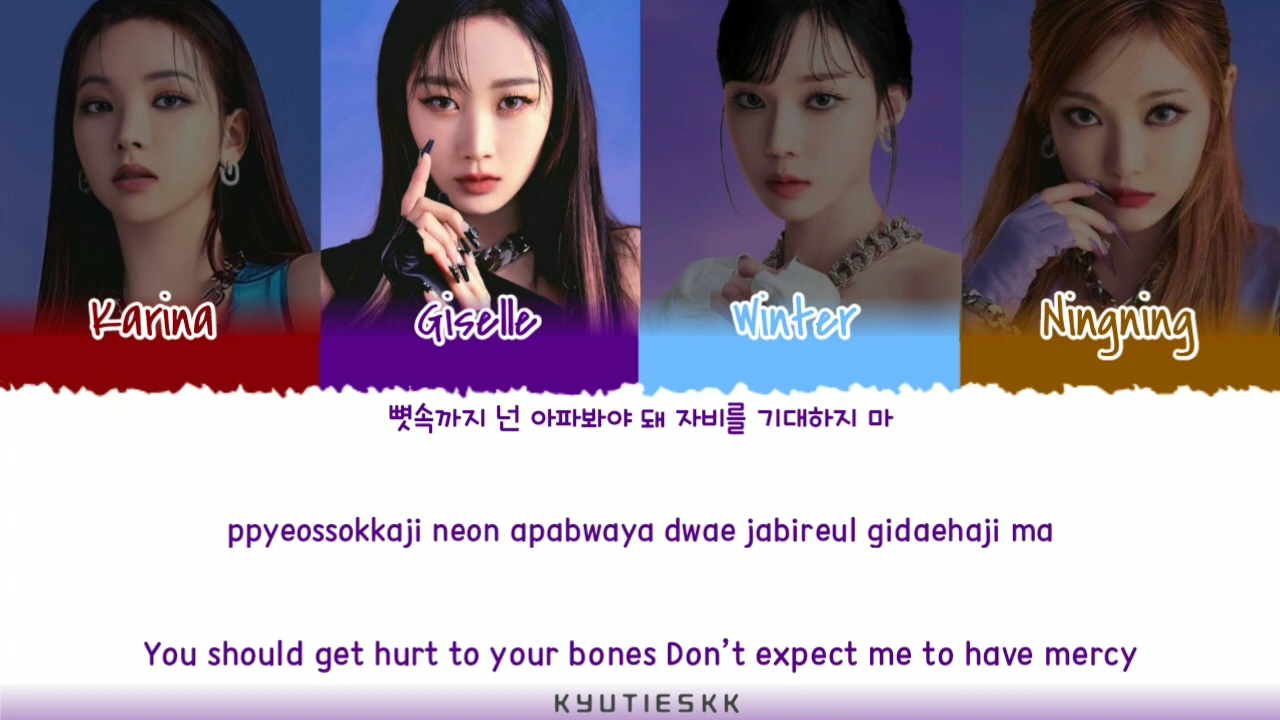 Karina
Giselle
Winter
Ningning
뼛속까지 넌 아파봐야 돼 자비를 기대하지 마
ppyeossokkaji neon apabwaya dwae jabireul gidaehaji ma
You should get hurt to your bones Don't expect me to have mercy
KYUTIESKK